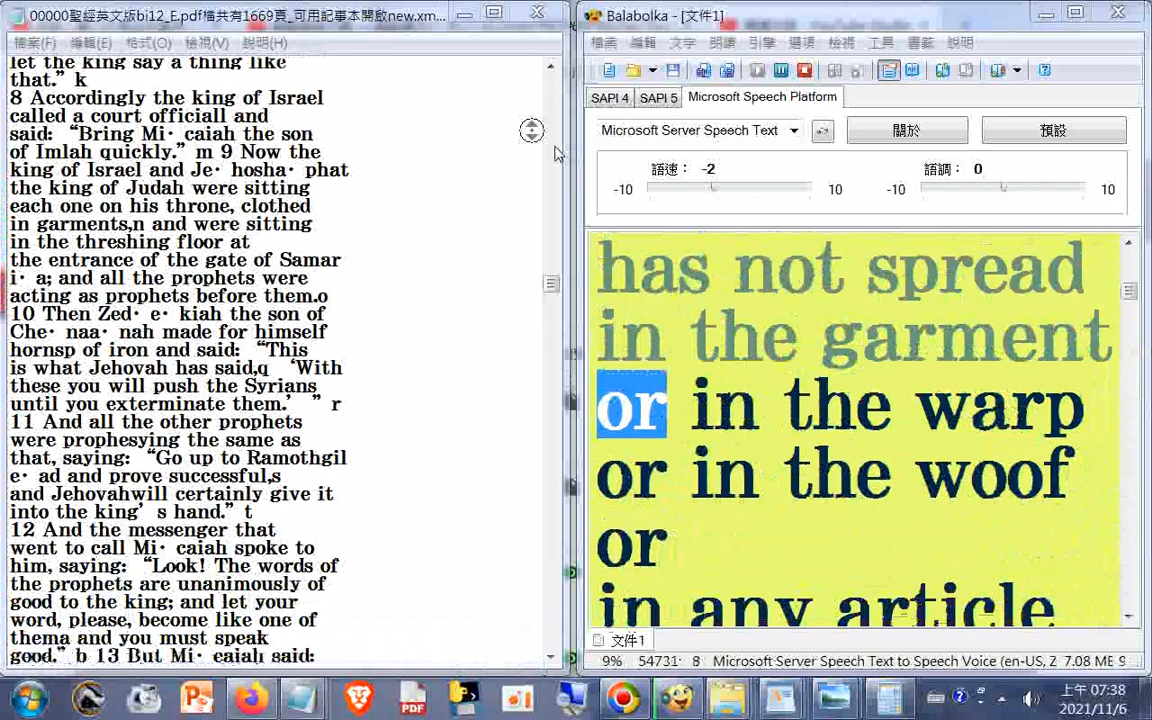 00000聖經英文版bi12_E.pdf檔共有1669頁_可用記事本開啟new.xm...
檔案(F) 編輯(E) 格式(O) 檢視(V) 說明(H)
let the king say a thing like
that.” k
8 Accordingly the king of Israel
called a court officiall and
said: “Bring Mi· caiah the son
of Imlah quickly.” m 9 Now the
king of Israel and Je· hosha· phat
the king of Judah were sitting
each one on his throne, clothed
in garments,n and were sitting
in the threshing floor at
the entrance of the gate of Samar
i· a; and all the prophets were
acting as prophets before them.o
10 Then Zed· e· kiah the son of
Che· naa· nah made for himself
hornsp of iron and said: “This
is what Jehovah has said,q ‘With
these you will push the Syrians
until you exterminate them.’ ” r
11 And all the other prophets
were prophesying the same as
that, saying: “Go up to Ramothgil
e· ad and prove successful,s
and Jehovahwill certainly give it
into the king’ s hand.” t
12 And the messenger that
went to call Mi· caiah spoke to
him, saying: “Look! The words of
the prophets are unanimously of
good to the king; and let your
word, please, become like one of
thema and you must speak
good.” b 13 But Mi· caiah said:
Balabolka - [文件1]
檔案 編輯 文字 朗讀 引擎 選項 檢視 工具 書籤 說明
SAPI 4 SAPI 5 Microsoft Speech Platform
Microsoft Server Speech Text 關於 預設
語速： -2 語調： 0
-10 10 -10 10
has not spread
in the garment
or in the warp
or in the woof
or
in any article
文件1
9% 54731: 8 Microsoft Server Speech Text to Speech Voice (en-US, Z 7.08 MB 9
上午 07:38
2021/11/6